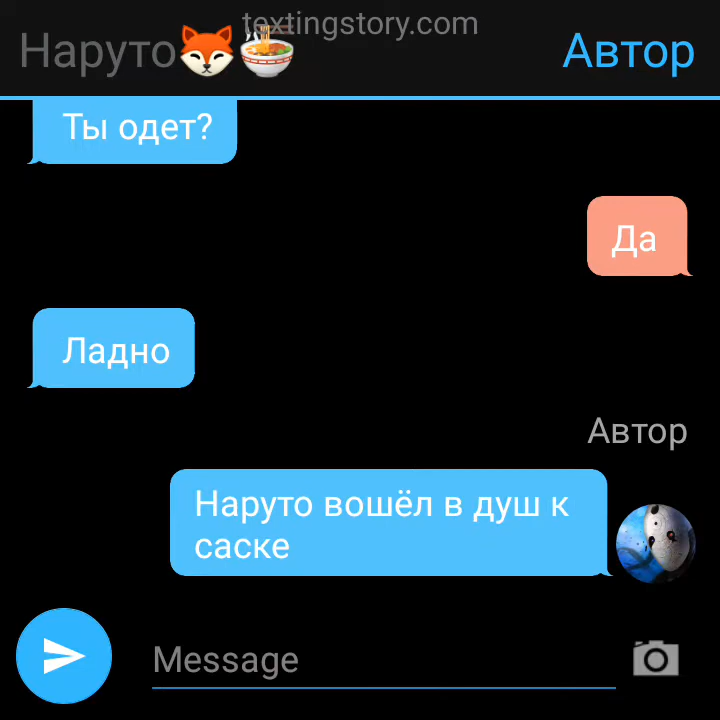 textingstory.com
Наруто🦊🍜 Автор
Ты одет?
Да
Ладно
Автор
Наруто вошёл в душ к
саске
Message